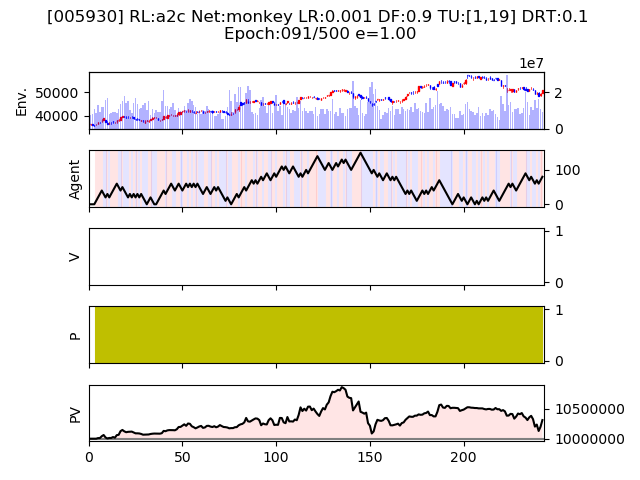 [005930] RL:a2c Net:monkey LR:0.001 DF:0.9 TU:[1,19] DRT:0.1
Epoch:091/500 e=1.00
1e7
Env.
50000
40000
2
0
Agent
100
0
V
1
0
P
1
0
PV
10500000
10000000
0
50
100
150
200